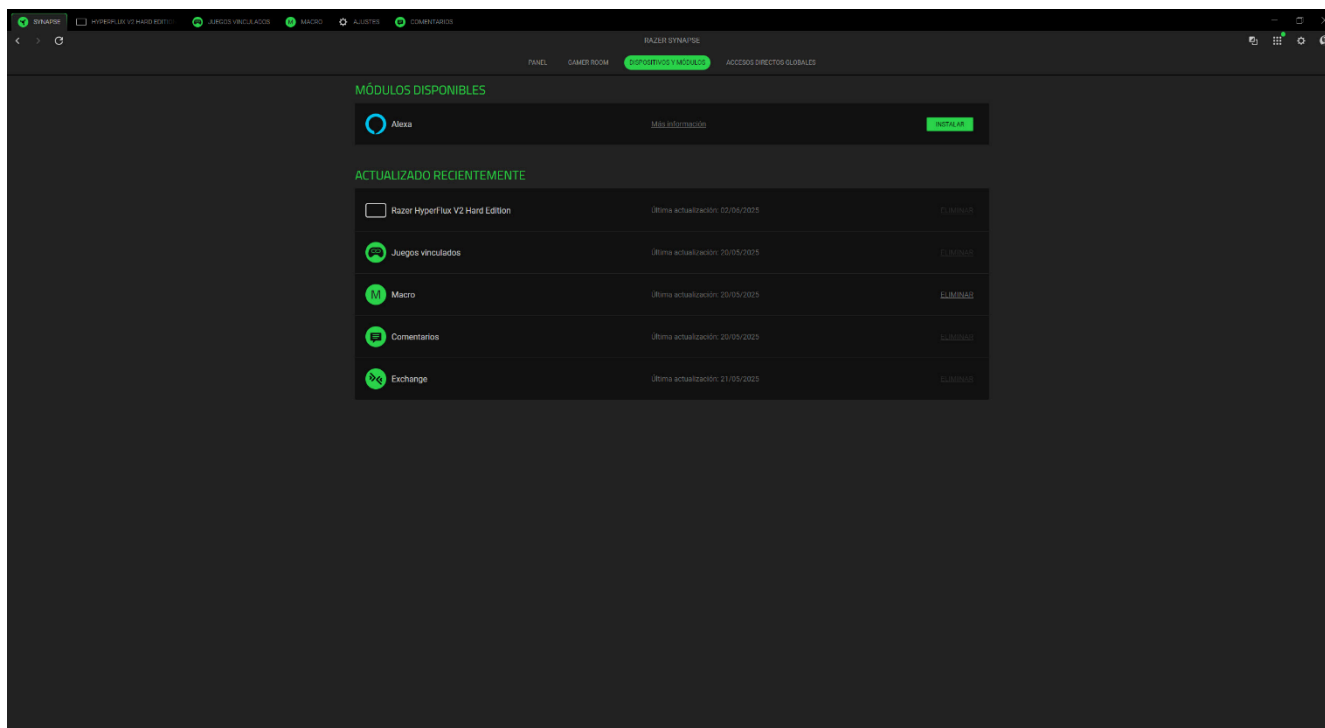 SYNAPSE HYPERFLUX V2 HARD EDITION JUEGOS VINCULADOS MACRO AJUSTES COMENTARIOS
RAZER SYNAPSE
PANEL GAMER ROOM DISPOSITIVOS Y MÓDULOS ACCESOS DIRECTOS GLOBALES
MÓDULOS DISPONIBLES
Alexa Más información INSTALAR
ACTUALIZADO RECIENTEMENTE
Razer HyperFlux V2 Hard Edition Última actualización: 02/06/2025 ELIMINAR
Juegos vinculados Última actualización: 20/05/2025 ELIMINAR
M Macro Última actualización: 20/05/2025 ELIMINAR
Comentarios Última actualización: 20/05/2025 ELIMINAR
Exchange Última actualización: 21/05/2025 ELIMINAR